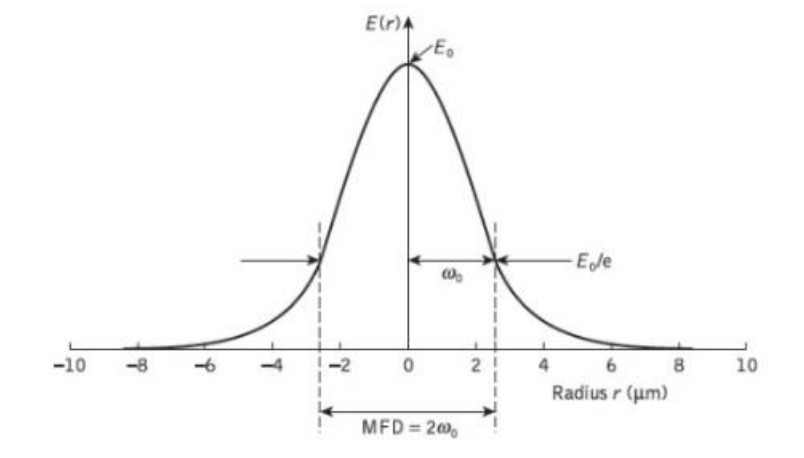 E(r)
E₀
E₀/e
ω₀
−10 −8 −6 −4 −2 0 2 4 6 8 10
Radius r (μm)
MFD = 2ω₀